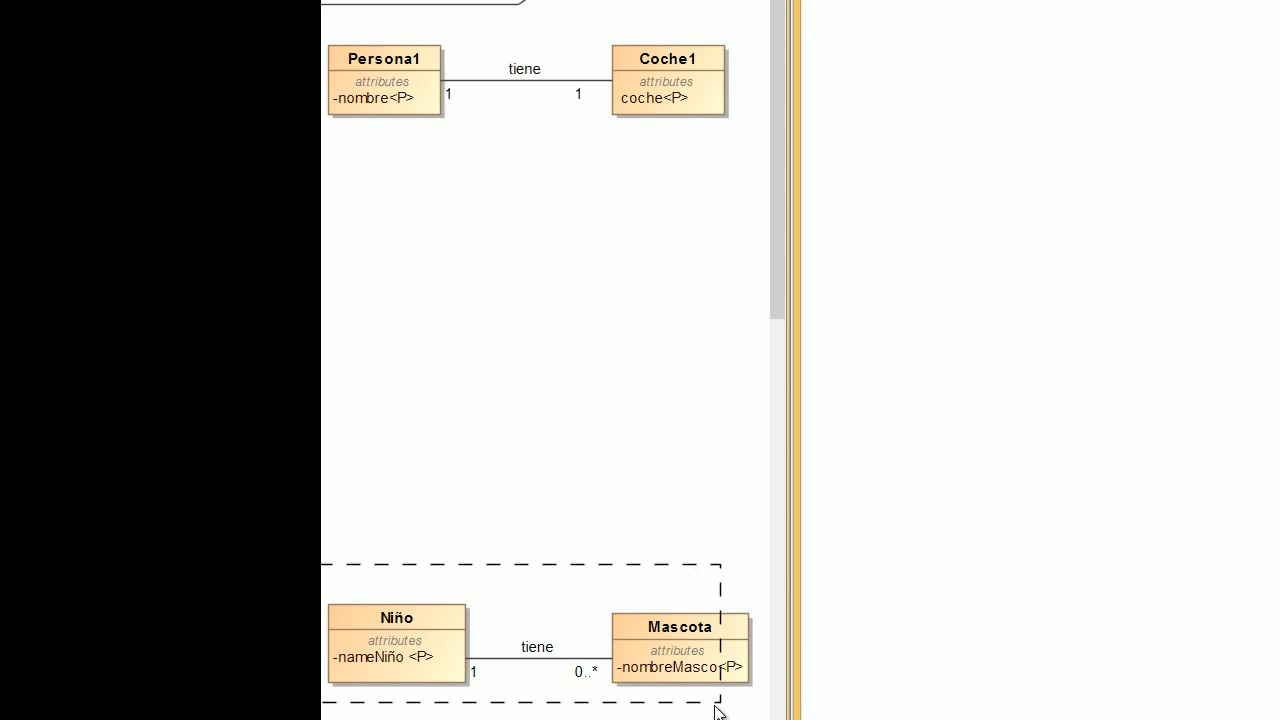 Persona1
attributes
-nombre<P>
tiene
1
1
Coche1
attributes
coche<P>
Niño
attributes
-nameNiño <P>
tiene
1
0..*
Mascota
attributes
-nombreMasco<P>